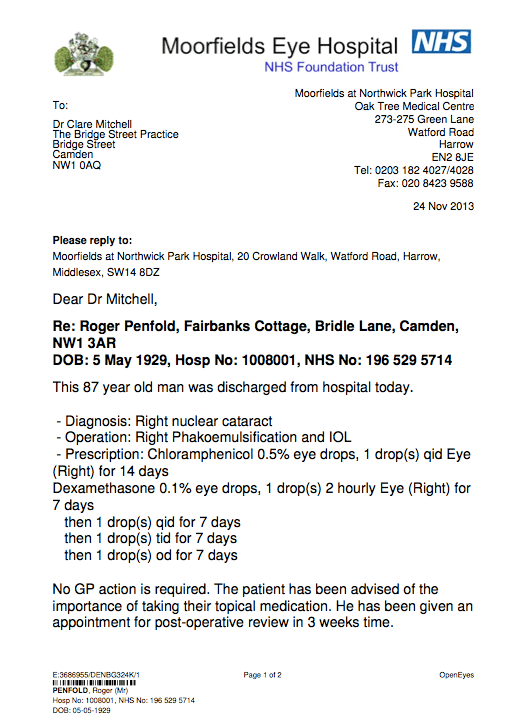 Moorfields Eye Hospital NHS
NHS Foundation Trust
Moorfields at Northwick Park Hospital
Oak Tree Medical Centre
273-275 Green Lane
Watford Road
Harrow
EN2 8JE
Tel: 0203 182 4027/4028
Fax: 020 8423 9588
To:
Dr Clare Mitchell
The Bridge Street Practice
Bridge Street
Camden
NW1 0AQ
24 Nov 2013
Please reply to:
Moorfields at Northwick Park Hospital, 20 Crowland Walk, Watford Road, Harrow,
Middlesex, SW14 8DZ
Dear Dr Mitchell,
Re: Roger Penfold, Fairbanks Cottage, Bridle Lane, Camden,
NW1 3AR
DOB: 5 May 1929, Hosp No: 1008001, NHS No: 196 529 5714
This 87 year old man was discharged from hospital today.
- Diagnosis: Right nuclear cataract
- Operation: Right Phakoemulsification and IOL
- Prescription: Chloramphenicol 0.5% eye drops, 1 drop(s) qid Eye
(Right) for 14 days
Dexamethasone 0.1% eye drops, 1 drop(s) 2 hourly Eye (Right) for
7 days
then 1 drop(s) qid for 7 days
then 1 drop(s) tid for 7 days
then 1 drop(s) od for 7 days
No GP action is required. The patient has been advised of the
importance of taking their topical medication. He has been given an
appointment for post-operative review in 3 weeks time.
E:3686955/DENBG324K/1 Page 1 of 2 OpenEyes
PENFOLD, Roger (Mr)
Hosp No: 1008001, NHS No: 196 529 5714
DOB: 05-05-1929